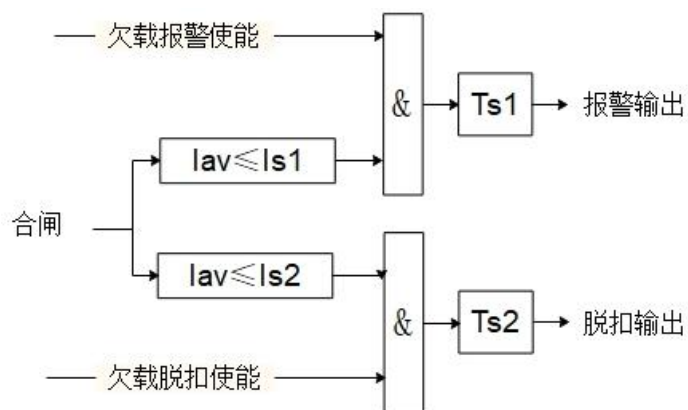 欠载报警使能
&
Ts1
报警输出
Iav≤Is1
合闸
Iav≤Is2
&
Ts2
脱扣输出
欠载脱扣使能